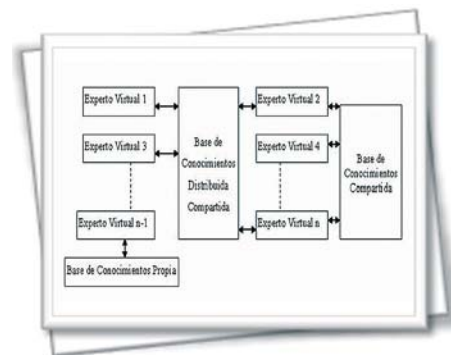 Experto Virtual 1
Experto Virtual 3
Experto Virtual n-1
Base de Conocimientos Propia
Base de
Conocimientos
Distribuida
Compartida
Experto Virtual 2
Experto Virtual 4
Experto Virtual n
Base de
Conocimientos
Compartida